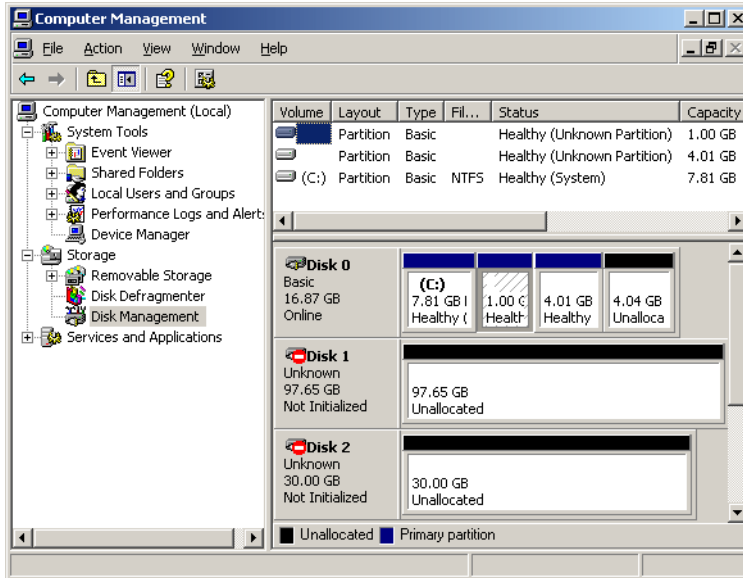 Computer Management
File Action View Window Help
Computer Management (Local)
System Tools
Event Viewer
Shared Folders
Local Users and Groups
Performance Logs and Alert:
Device Manager
Storage
Removable Storage
Disk Defragmenter
Disk Management
Services and Applications
Volume Layout Type Fil... Status Capacity
Partition Basic Healthy (Unknown Partition) 1.00 GB
Partition Basic Healthy (Unknown Partition) 4.01 GB
(C:) Partition Basic NTFS Healthy (System) 7.81 GB
Disk 0
Basic
16.87 GB
Online
(C:)
7.81 GB
Healthy (
1.00 G
Health
4.01 GB
Healthy
4.04 GB
Unalloca
Disk 1
Unknown
97.65 GB
Not Initialized
97.65 GB
Unallocated
Disk 2
Unknown
30.00 GB
Not Initialized
30.00 GB
Unallocated
Unallocated Primary partition